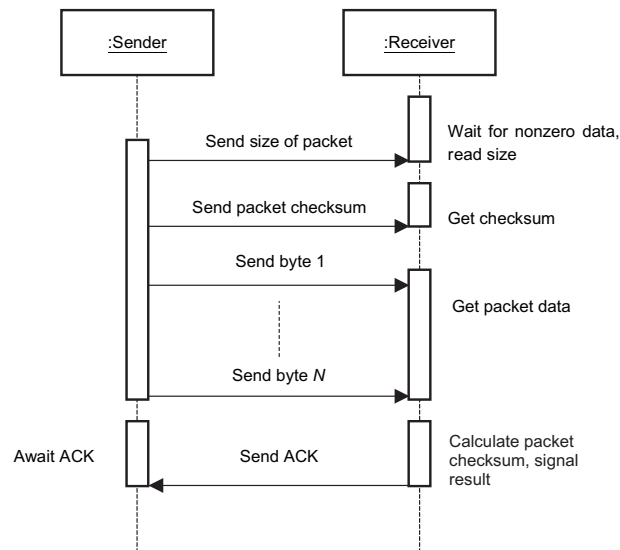 :Sender
:Receiver
Send size of packet
Wait for nonzero data,
read size
Send packet checksum
Get checksum
Send byte 1
Get packet data
Send byte N
Await ACK
Send ACK
Calculate packet
checksum, signal
result